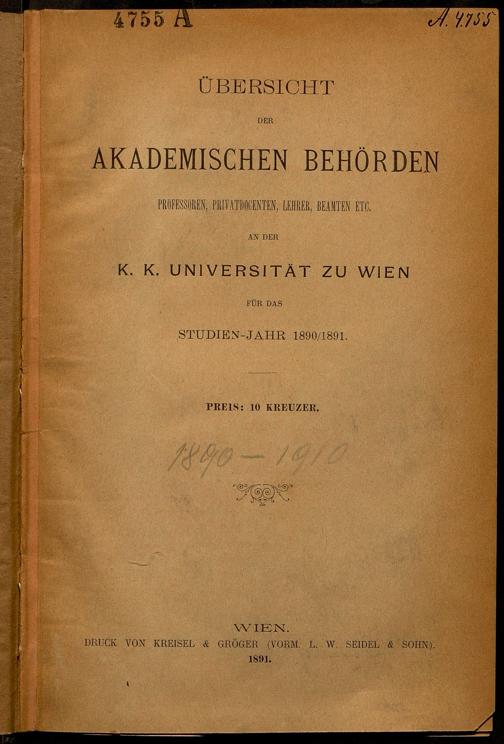 4755 A
A. 4755
ÜBERSICHT
DER
AKADEMISCHEN BEHÖRDEN
PROFESSOREN, PRIVATDOCENTEN, LEHRER, BEAMTEN ETC.
AN DER
K. K. UNIVERSITÄT ZU WIEN
FÜR DAS
STUDIEN-JAHR 1890/1891.
PREIS: 10 KREUZER.
1890 – 1910
WIEN.
DRUCK VON KREISEL & GRÖGER (VORM. L. W. SEIDEL & SOHN).
1891.